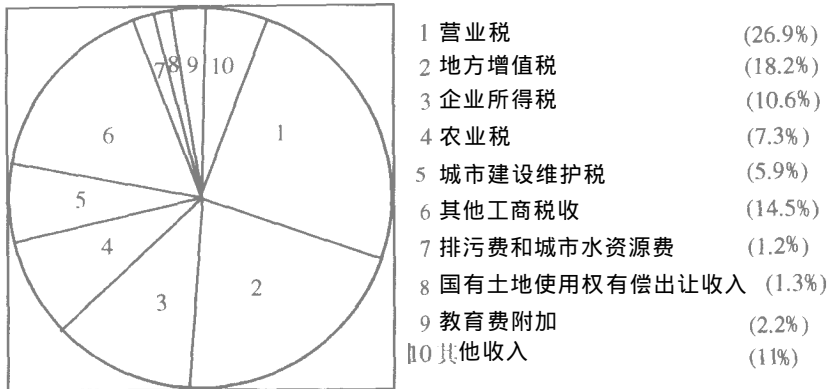 1 营业税 (26.9%)
2 地方增值税 (18.2%)
3 企业所得税 (10.6%)
4 农业税 (7.3%)
5 城市建设维护税 (5.9%)
6 其他工商税收 (14.5%)
7 排污费和城市水资源费 (1.2%)
8 国有土地使用权有偿出让收入 (1.3%)
9 教育费附加 (2.2%)
10 其他收入 (11%)
7 8 9 10
6 1
5
4
3 2